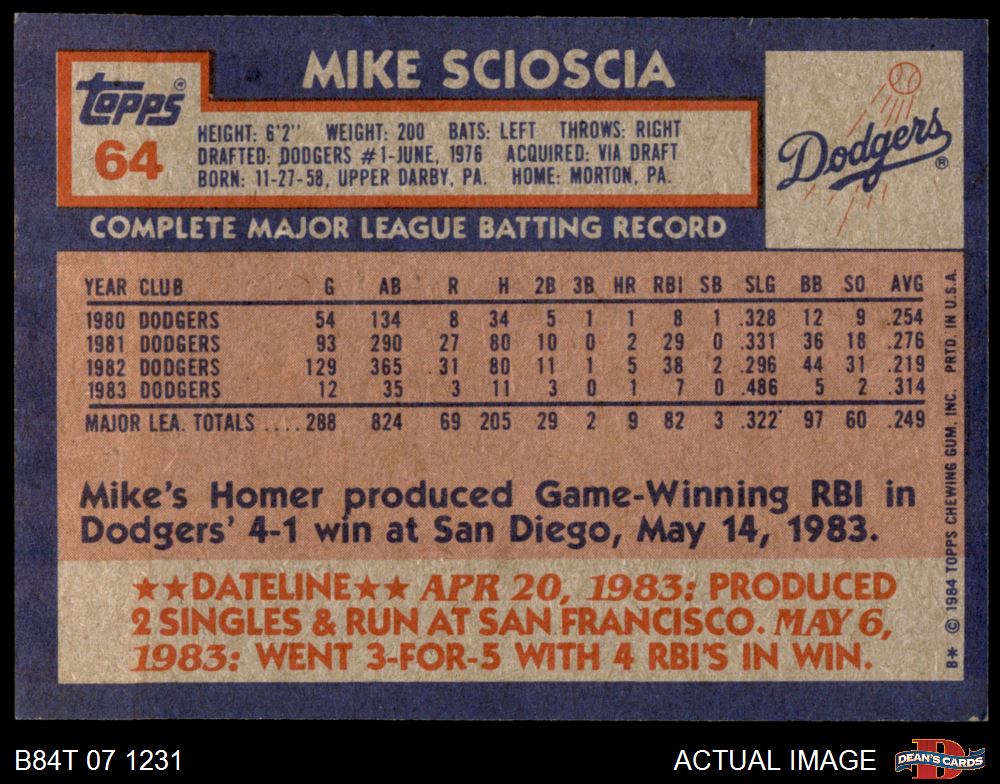 MIKE SCIOSCIA
Topps®
64
HEIGHT: 6'2" WEIGHT: 200 BATS: LEFT THROWS: RIGHT
DRAFTED: DODGERS #1-JUNE, 1976 ACQUIRED: VIA DRAFT
BORN: 11-27-58, UPPER DARBY, PA. HOME: MORTON, PA.
Dodgers®
COMPLETE MAJOR LEAGUE BATTING RECORD
YEAR CLUB G AB R H 2B 3B HR RBI SB SLG BB SO AVG
1980 DODGERS 54 134 8 34 5 1 1 8 1 .328 12 9 .254
1981 DODGERS 93 290 27 80 10 0 2 29 0 .331 36 18 .276
1982 DODGERS 129 365 31 80 11 1 5 38 2 .296 44 31 .219
1983 DODGERS 12 35 3 11 3 0 1 7 0 .486 5 2 .314
MAJOR LEA. TOTALS .... 288 824 69 205 29 2 9 82 3 .322 97 60 .249
Mike's Homer produced Game-Winning RBI in
Dodgers' 4-1 win at San Diego, May 14, 1983.
★★DATELINE★★ APR 20, 1983: PRODUCED
2 SINGLES & RUN AT SAN FRANCISCO. MAY 6,
1983: WENT 3-FOR-5 WITH 4 RBI'S IN WIN.
B* © 1984 TOPPS CHEWING GUM, INC. PRTD. IN U.S.A.
B84T 07 1231
ACTUAL IMAGE
DEAN'S CARDS